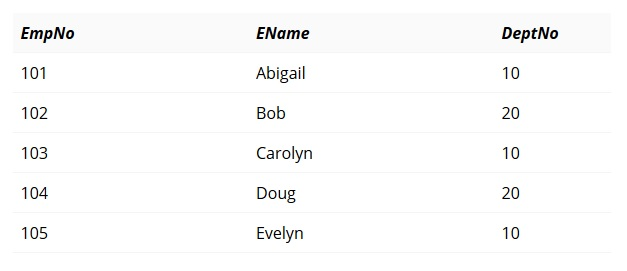 EmpNo EName DeptNo
101 Abigail 10
102 Bob 20
103 Carolyn 10
104 Doug 20
105 Evelyn 10